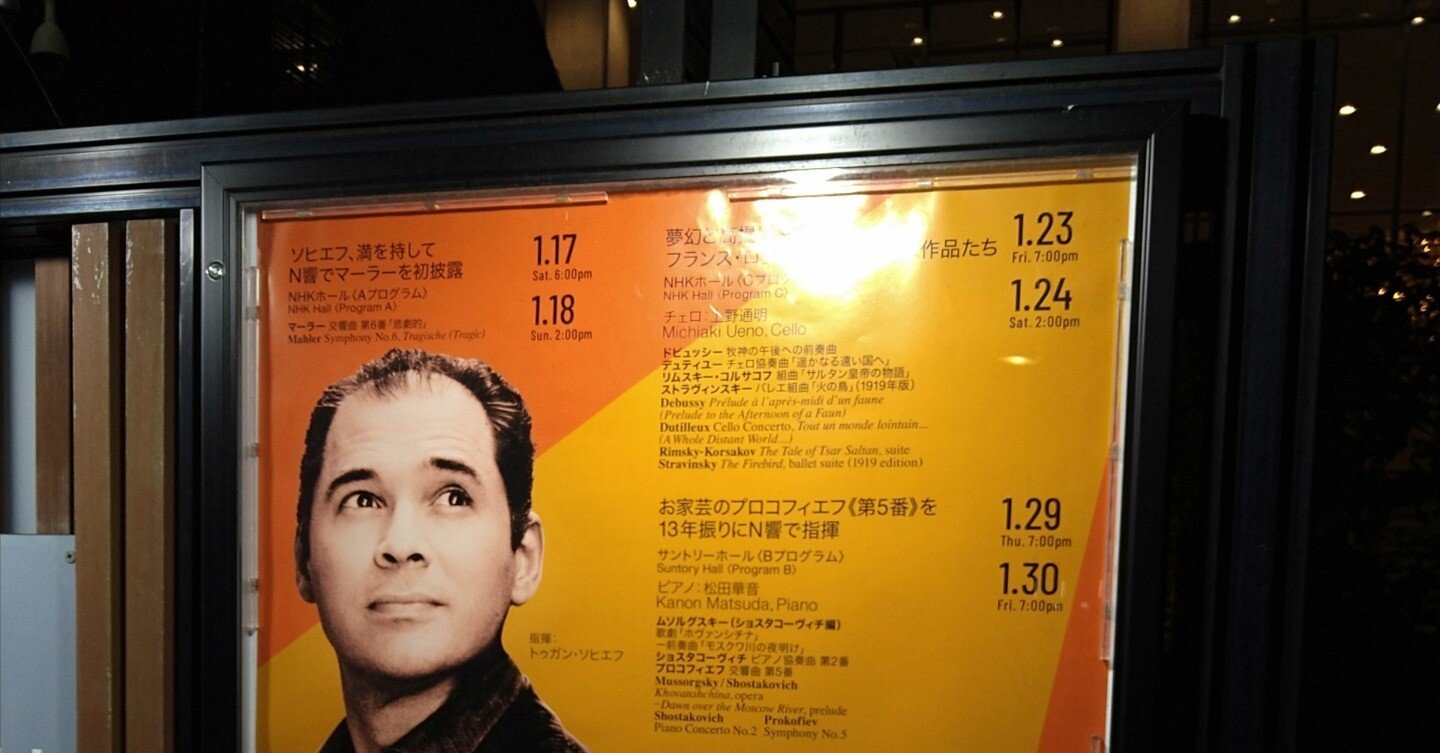 ソヒエフ、満を持して
N響でマーラーを初披露
NHKホール〈Aプログラム〉
NHK Hall (Program A)
マーラー 交響曲 第6番「悲劇的」
Mahler Symphony No.6, Tragische (Tragic)
1.17
Sat. 6:00pm
1.18
Sun. 2:00pm
夢幻と
フランス・ロ 作品たち
NHKホール〈Cプログ
NHK Hall (Program C)
チェロ：上野通明
Michiaki Ueno, Cello
ドビュッシー 牧神の午後への前奏曲
デュティユー チェロ協奏曲「遥かなる遠い国へ」
リムスキー・コルサコフ 組曲「サルタン皇帝の物語」
ストラヴィンスキー バレエ組曲「火の鳥」(1919年版)
Debussy Prélude à l'après-midi d'un faune
(Prelude to the Afternoon of a Faun)
Dutilleux Cello Concerto, Tout un monde lointain...
(A Whole Distant World...)
Rimsky-Korsakov The Tale of Tsar Saltan, suite
Stravinsky The Firebird, ballet suite (1919 edition)
1.23
Fri. 7:00pm
1.24
Sat. 2:00pm
お家芸のプロコフィエフ《第5番》を
13年振りにN響で指揮
サントリーホール〈Bプログラム〉
Suntory Hall (Program B)
ピアノ：松田華音
Kanon Matsuda, Piano
ムソルグスキー（ショスタコーヴィチ編）
歌劇「ホヴァンシチナ」
ー前奏曲「モスクワ川の夜明け」
ショスタコーヴィチ ピアノ協奏曲 第2番
プロコフィエフ 交響曲 第5番
Mussorgsky / Shostakovich
Khovanshchina, opera
–Dawn over the Moscow River, prelude
Shostakovich Prokofiev
Piano Concerto No.2 Symphony No.5
1.29
Thu. 7:00pm
1.30
Fri. 7:00pm
指揮：
トゥガン・ソヒエフ